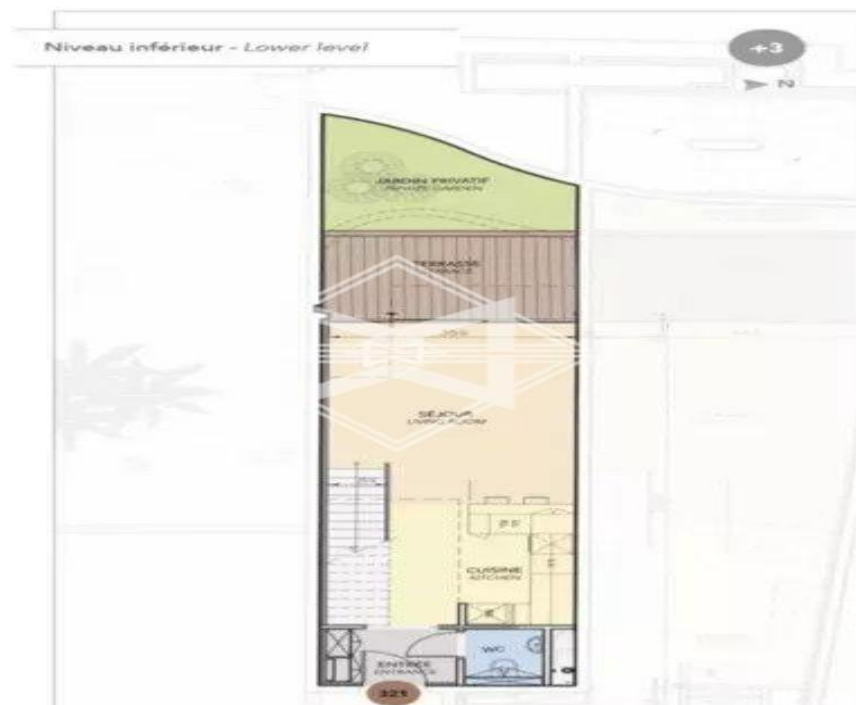 Niveau inférieur - Lower level
+3
N
JARDIN PRIVATIF
PRIVATE GARDEN
TERRASSE
TERRACE
SÉJOUR
LIVING ROOM
CUISINE
KITCHEN
WC
ENTRÉE
ENTRANCE
321